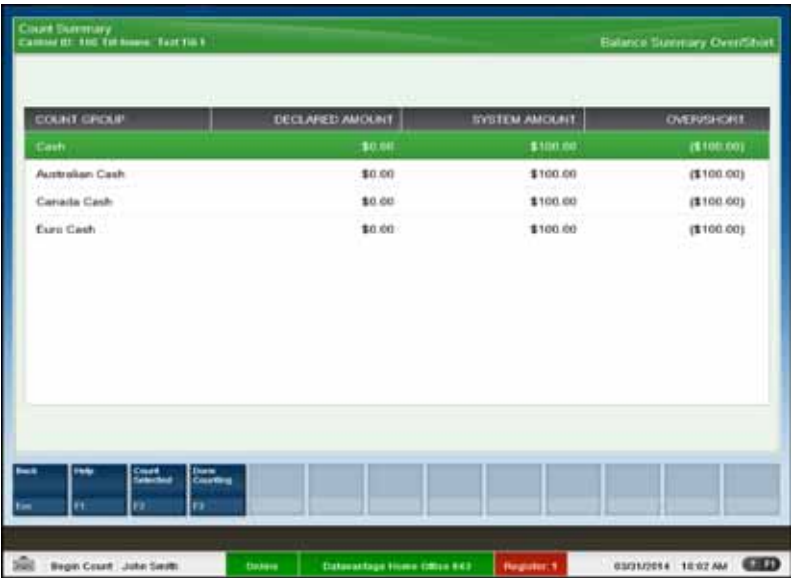 Count Summary
Cashier ID: 100 Till Name: Test Till 1
Balance Summary Over/Short
COUNT GROUP DECLARED AMOUNT SYSTEM AMOUNT OVER/SHORT
Cash $0.00 $100.00 ($100.00)
Australian Cash $0.00 $100.00 ($100.00)
Canada Cash $0.00 $100.00 ($100.00)
Euro Cash $0.00 $100.00 ($100.00)
Back Help Count Selected Done Counting
Esc F1 F2 F3
Begin Count John Smith Online Datavantage Home Office 843 Register: 1 03/31/2014 10:02 AM